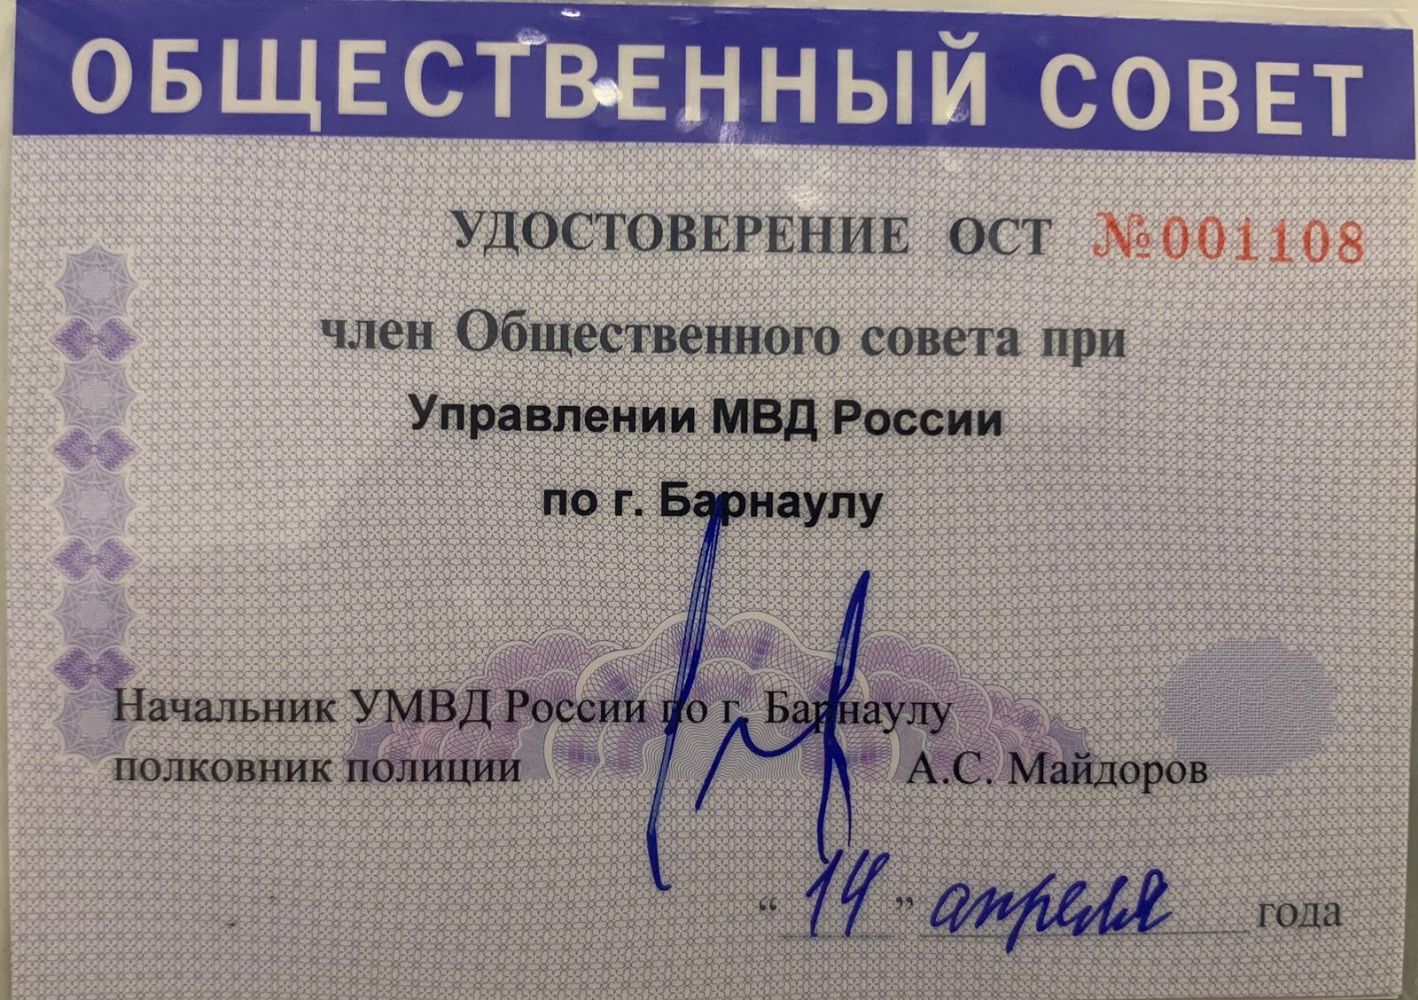 ОБЩЕСТВЕННЫЙ СОВЕТ
УДОСТОВЕРЕНИЕ ОСТ №001108
член Общественного совета при
Управлении МВД России
по г. Барнаулу
Начальник УМВД России по г. Барнаулу
полковник полиции А.С. Майдоров
“ 14 ” апреля года